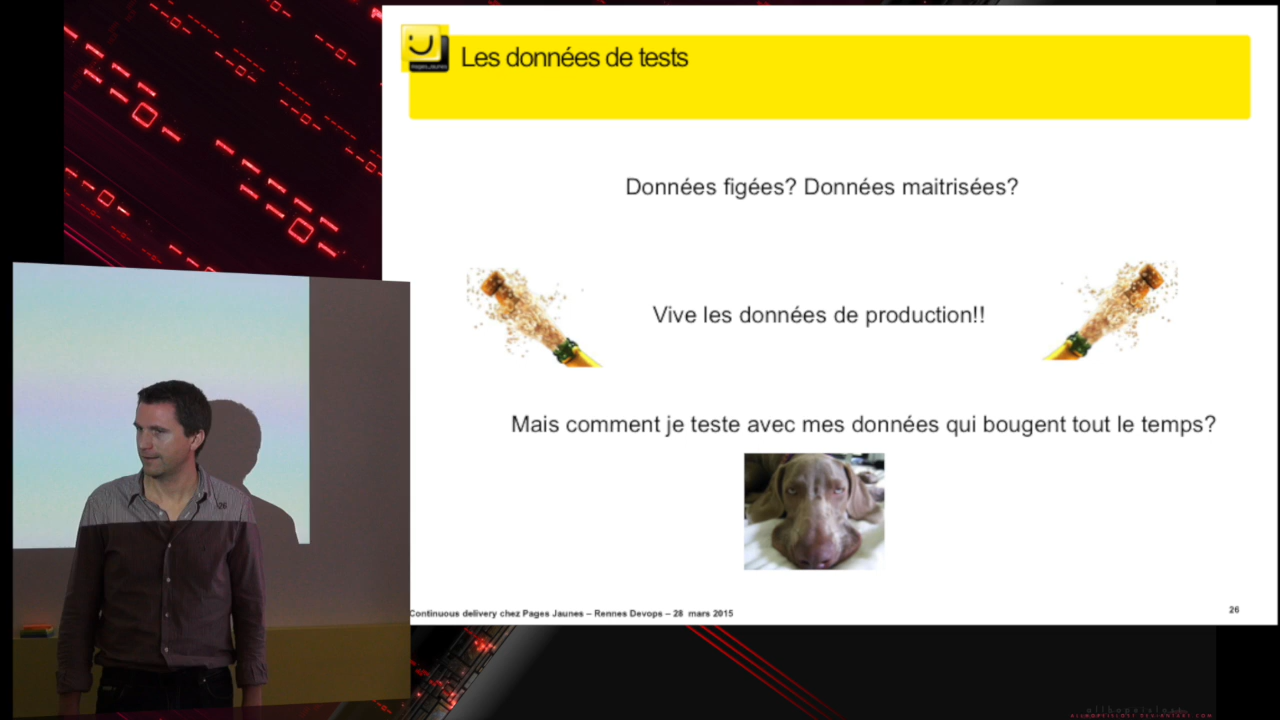 Les données de tests
Données figées? Données maitrisées?
Vive les données de production!!
Mais comment je teste avec mes données qui bougent tout le temps?
Continuous delivery chez Pages Jaunes – Rennes Devops – 28 mars 2015
26
26